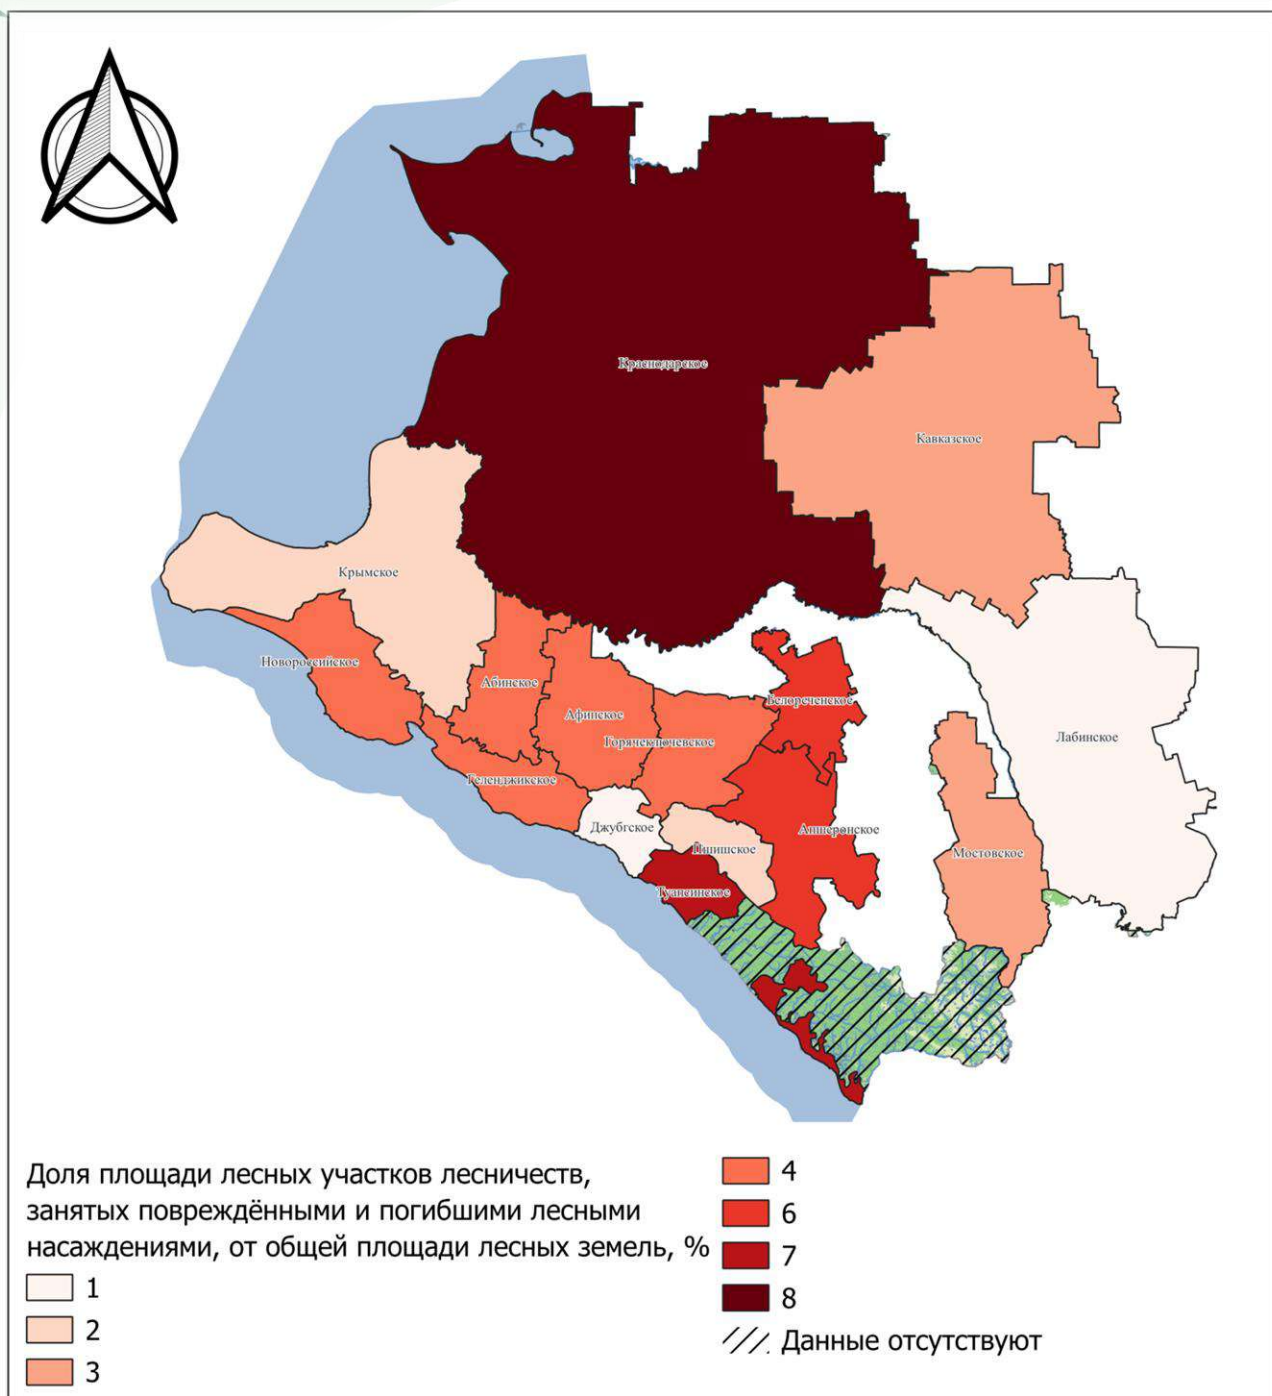 Краснодарское
Кавказское
Крымское
Новороссийское
Абинское
Белореченское
Афинское
Горячеключевское
Лабинское
Геленджикское
Джубгское
Апшеронское
Пшишское
Мостовское
Туапсинское
Доля площади лесных участков лесничеств,
занятых повреждёнными и погибшими лесными
насаждениями, от общей площади лесных земель, %
1
2
3
4
6
7
8
Данные отсутствуют